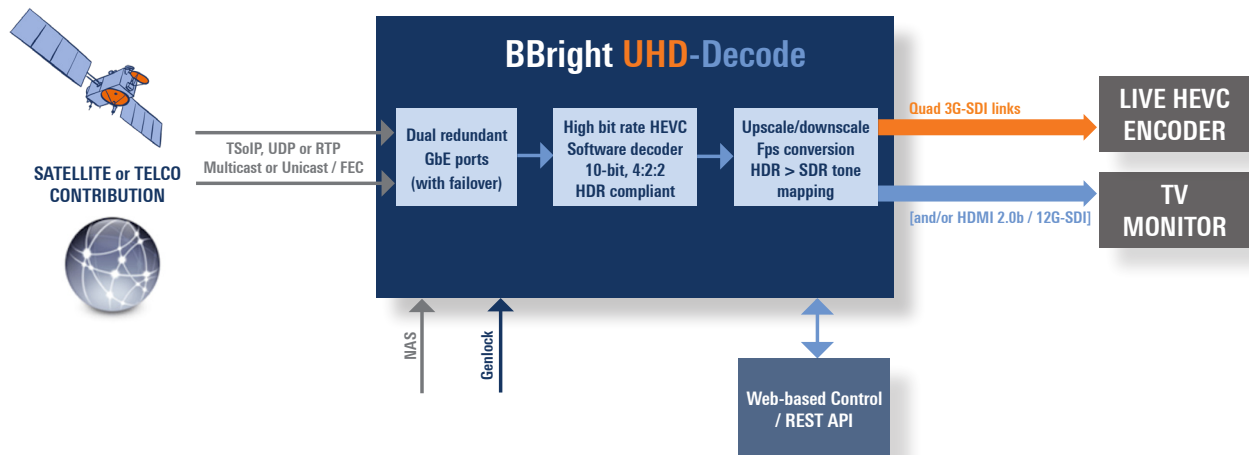 BBright UHD-Decode
SATELLITE or TELCO
CONTRIBUTION
TSoIP, UDP or RTP
Multicast or Unicast / FEC
Dual redundant
GbE ports
(with failover)
High bit rate HEVC
Software decoder
10-bit, 4:2:2
HDR compliant
Upscale/downscale
Fps conversion
HDR > SDR tone
mapping
Quad 3G-SDI links
[and/or HDMI 2.0b / 12G-SDI]
LIVE HEVC
ENCODER
TV
MONITOR
NAS
Genlock
Web-based Control
/ REST API